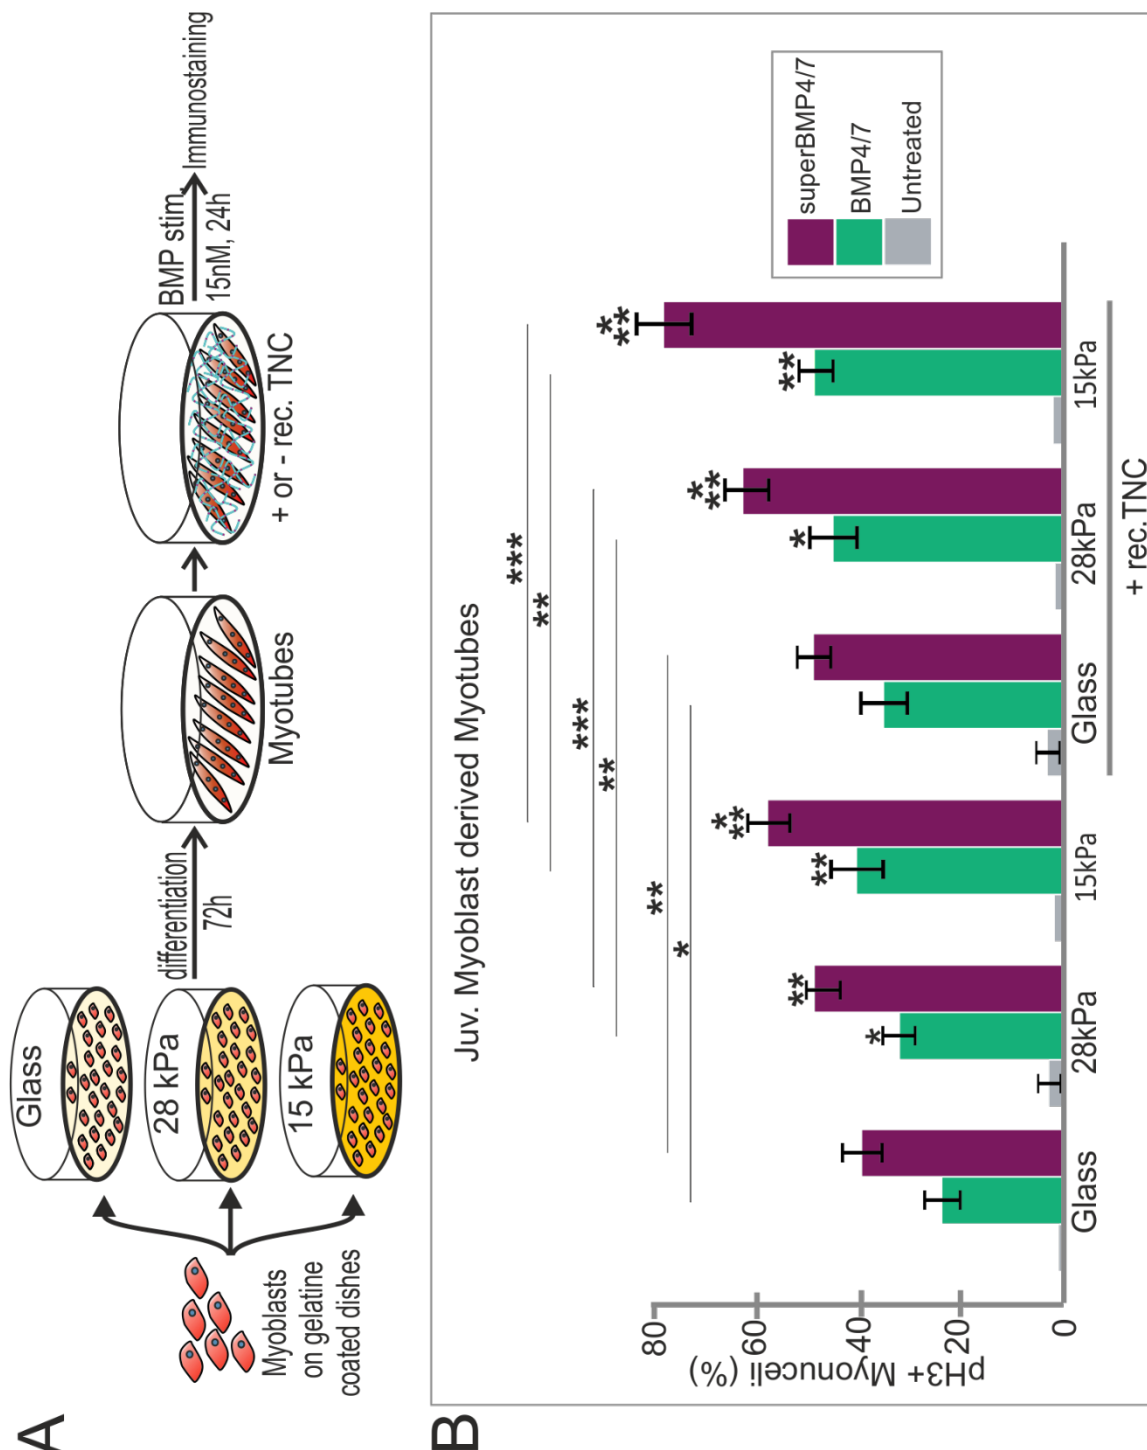 A
Myoblasts
on gelatine
coated dishes
Glass
28 kPa
15 kPa
differentiation
72h
Myotubes
+ or - rec. TNC
BMP stim.
15nM, 24h
Immunostaining
B
Juv. Myoblast derived Myotubes
***
**
***
**
**
*
pH3+ Myonuceli (%)
80
60
40
20
0
* ** ** * ** * ** * ** ** * **
Glass 28kPa 15kPa Glass 28kPa 15kPa
+ rec.TNC
superBMP4/7
BMP4/7
Untreated